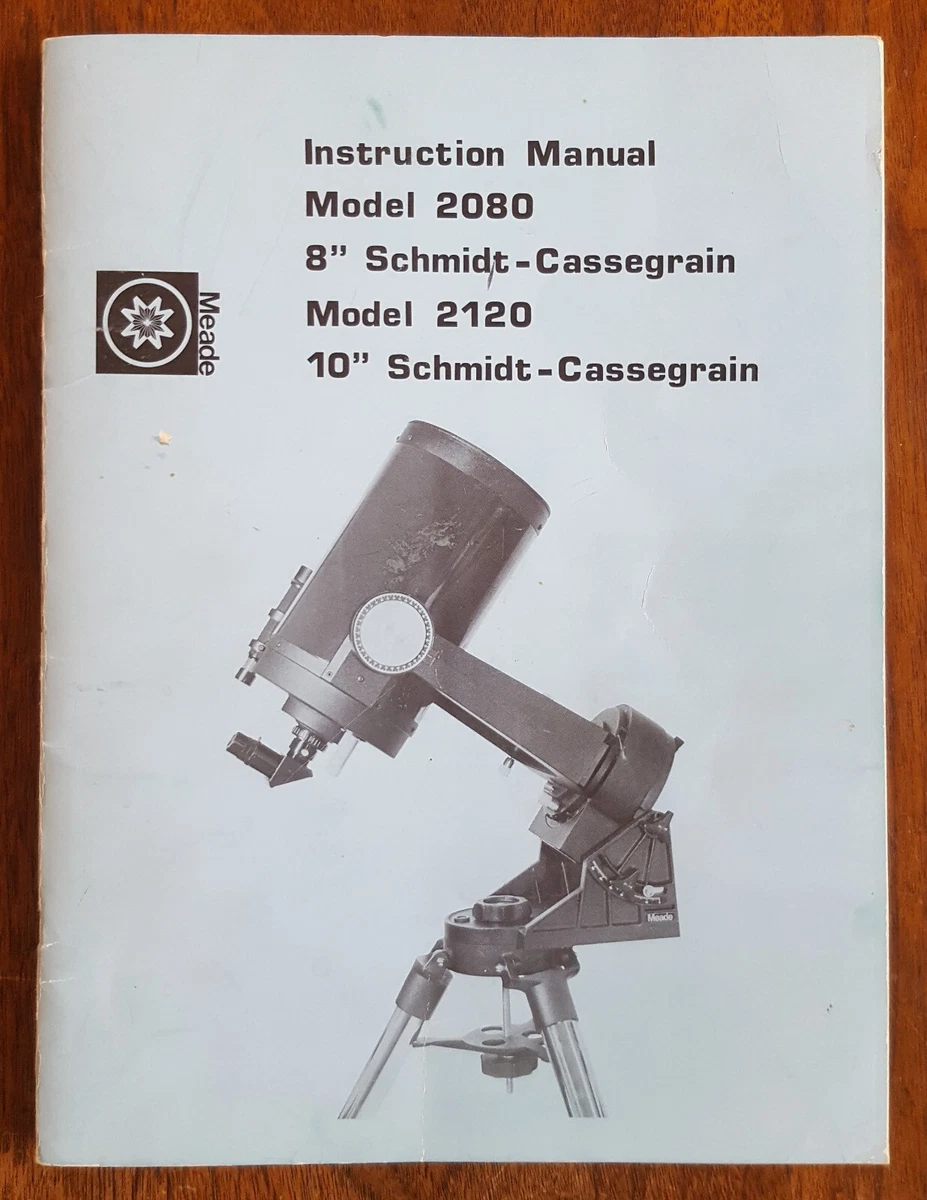 Instruction Manual
Model 2080
8” Schmidt-Cassegrain
Model 2120
10” Schmidt-Cassegrain
Meade
Meade